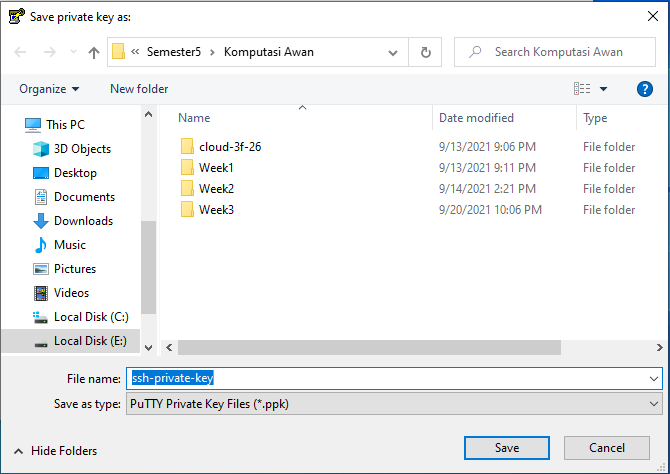 Save private key as:
« Semester5 > Komputasi Awan
Search Komputasi Awan
Organize
New folder
?
This PC
3D Objects
Desktop
Documents
Downloads
Music
Pictures
Videos
Local Disk (C:)
Local Disk (E:)
Name Date modified Type
cloud-3f-26 9/13/2021 9:06 PM File folder
Week1 9/13/2021 9:11 PM File folder
Week2 9/14/2021 2:21 PM File folder
Week3 9/20/2021 10:06 PM File folder
File name: ssh-private-key
Save as type: PuTTY Private Key Files (*.ppk)
Hide Folders
Save
Cancel